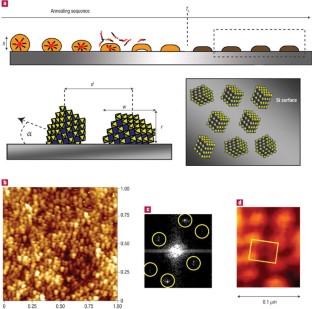 a
Annealing sequence
h
d
w
α
Si surface
b
1.00
0.75
0.50
0.25
0
0
0.25
0.50
0.75
1.00
c
d
0.1 μm